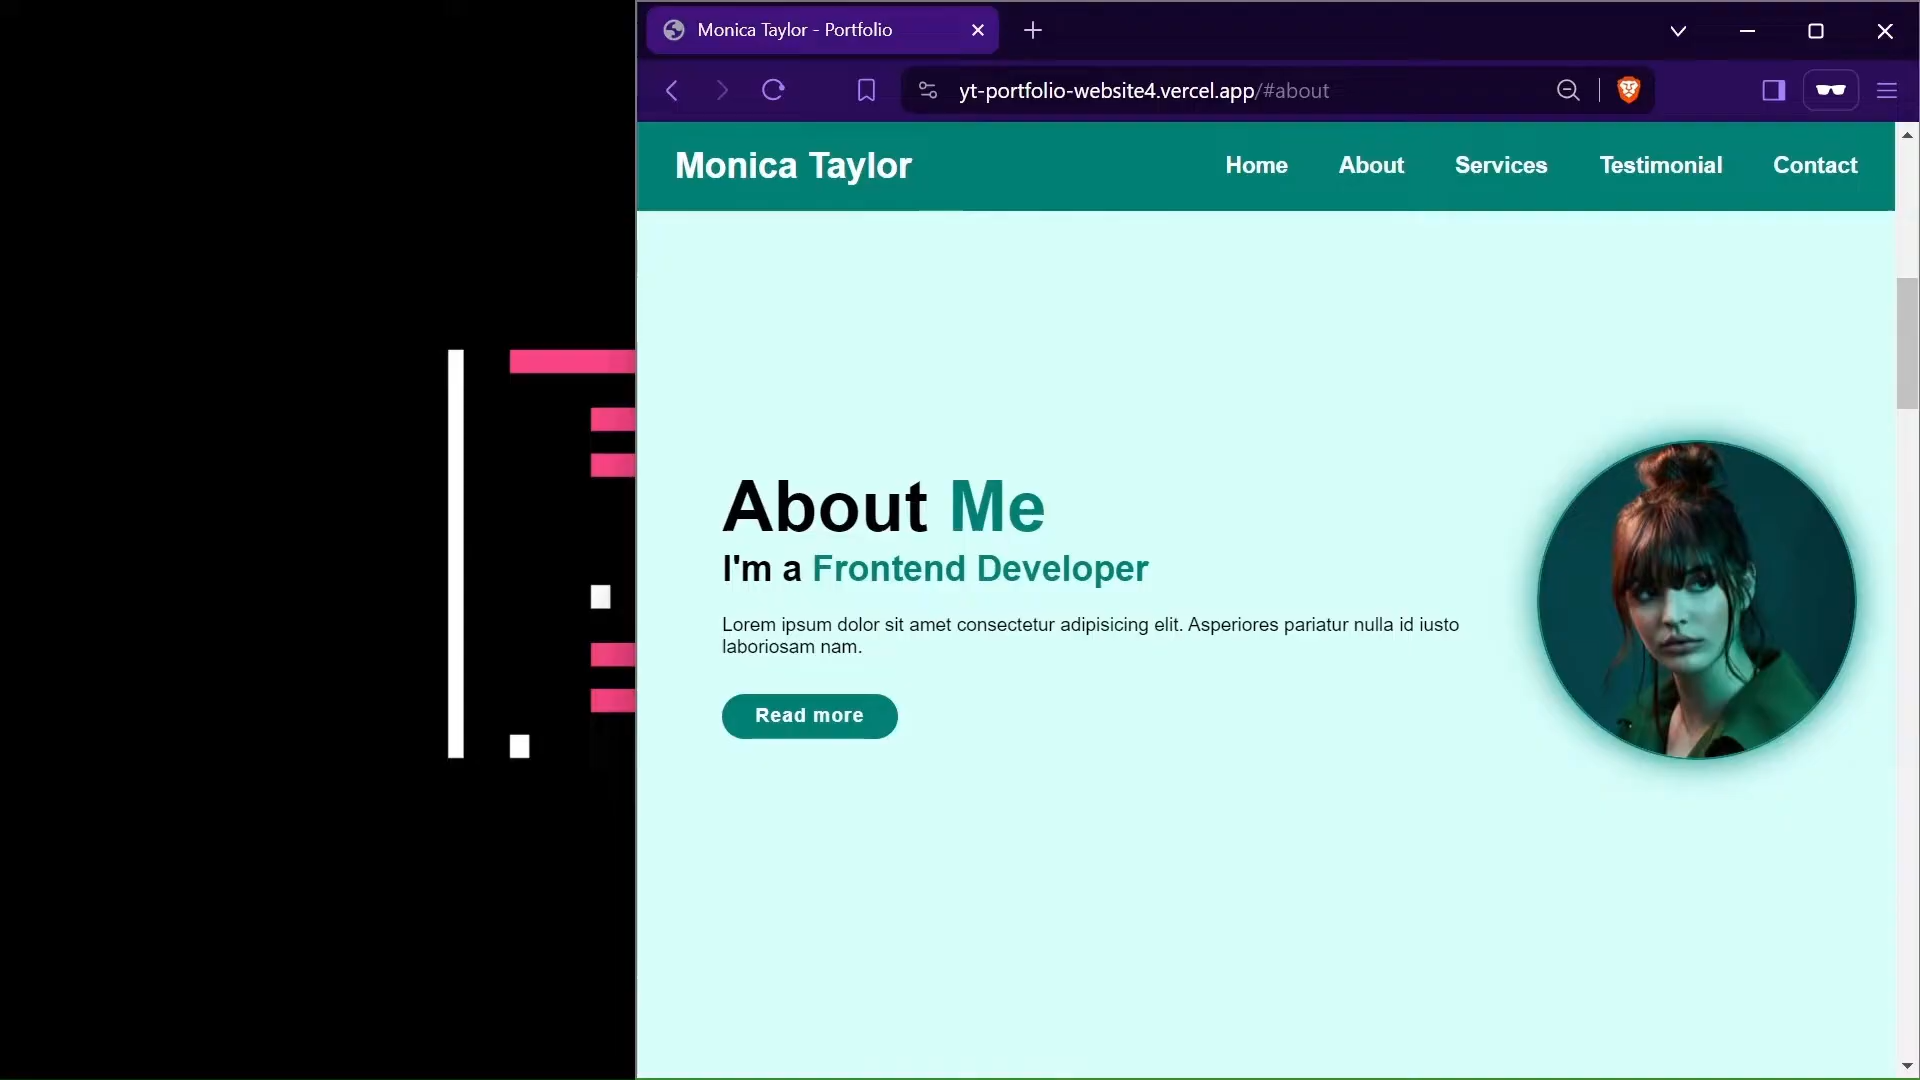 Monica Taylor - Portfolio
yt-portfolio-website4.vercel.app/#about
Monica Taylor
Home About Services Testimonial Contact
About Me
I'm a Frontend Developer
Lorem ipsum dolor sit amet consectetur adipisicing elit. Asperiores pariatur nulla id iusto
laboriosam nam.
Read more